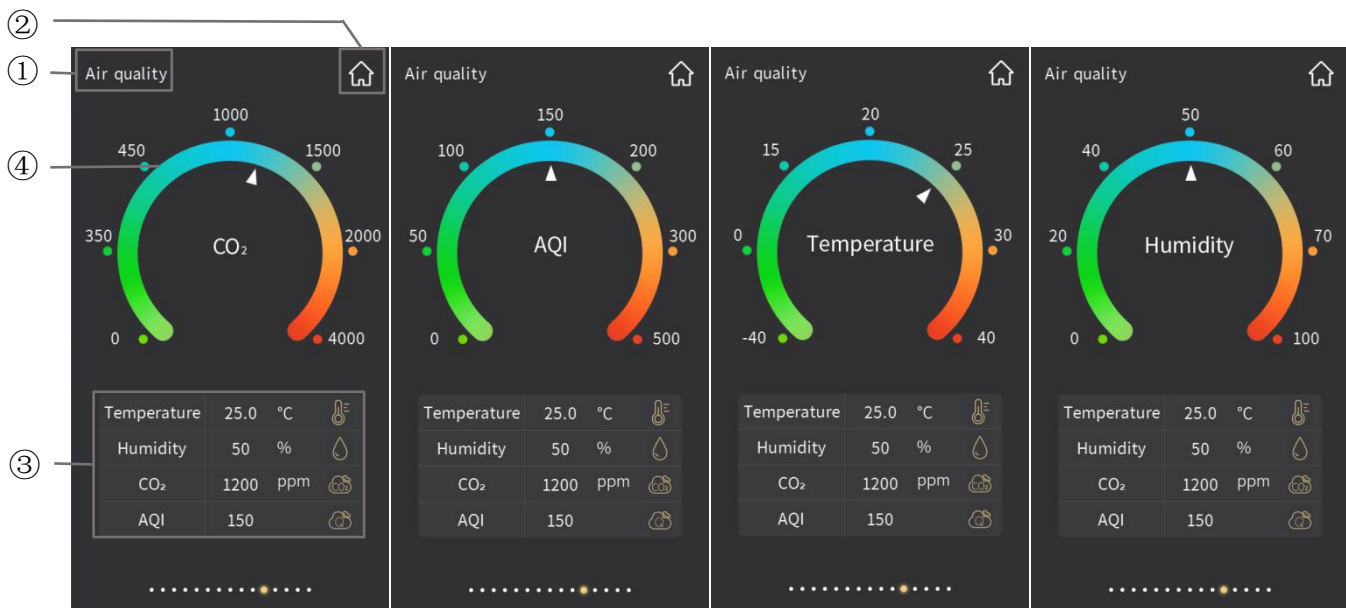 ②
①
Air quality
1000
450
1500
④
350
2000
CO₂
0
4000
Temperature 25.0 °C
Humidity 50 %
③
CO₂ 1200 ppm
CO₂
AQI 150
Q
Air quality
150
100
200
50
300
AQI
0
500
Temperature 25.0 °C
Humidity 50 %
CO₂ 1200 ppm
CO₂
AQI 150
Q
Air quality
20
15
25
0
30
Temperature
-40
40
Temperature 25.0 °C
Humidity 50 %
CO₂ 1200 ppm
CO₂
AQI 150
Q
Air quality
50
40
60
20
70
Humidity
0
100
Temperature 25.0 °C
Humidity 50 %
CO₂ 1200 ppm
CO₂
AQI 150
Q